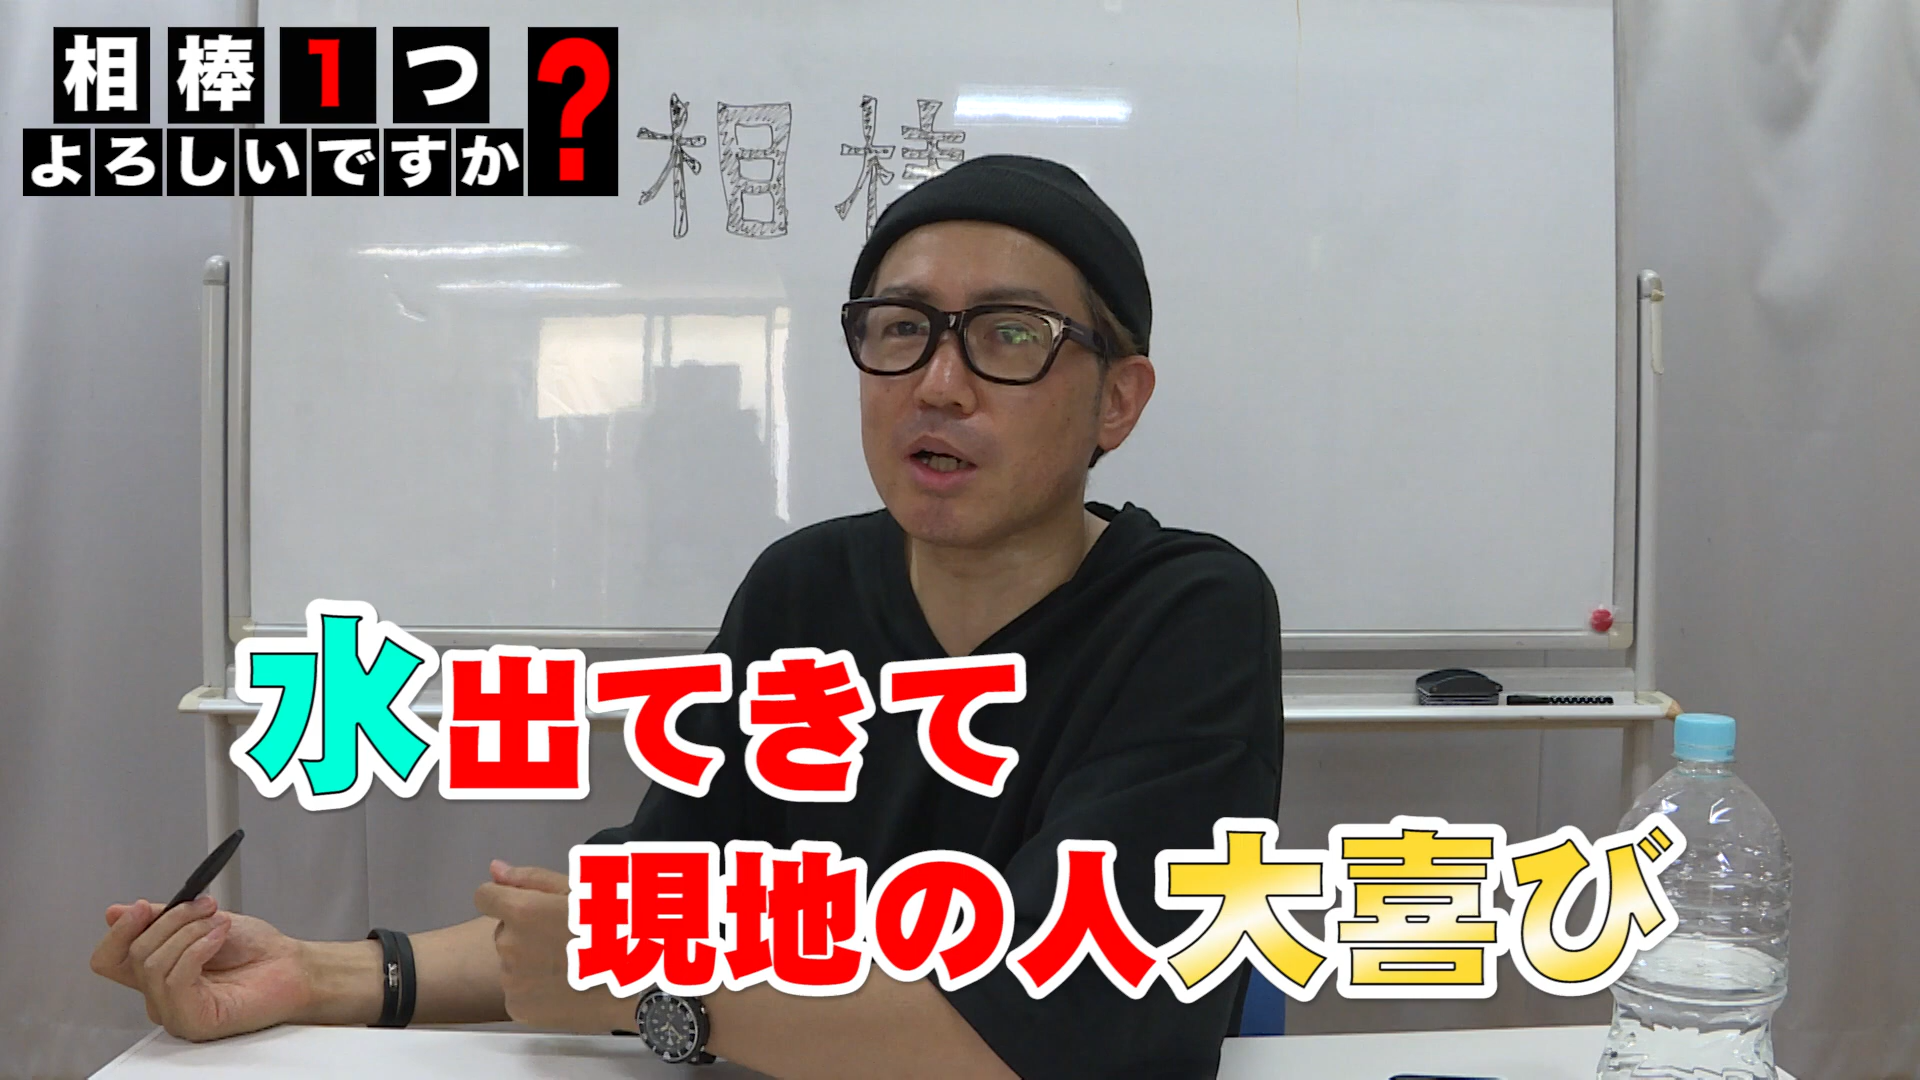 相棒1つ
よろしいですか?
相棒
水出てきて
現地の人大喜び